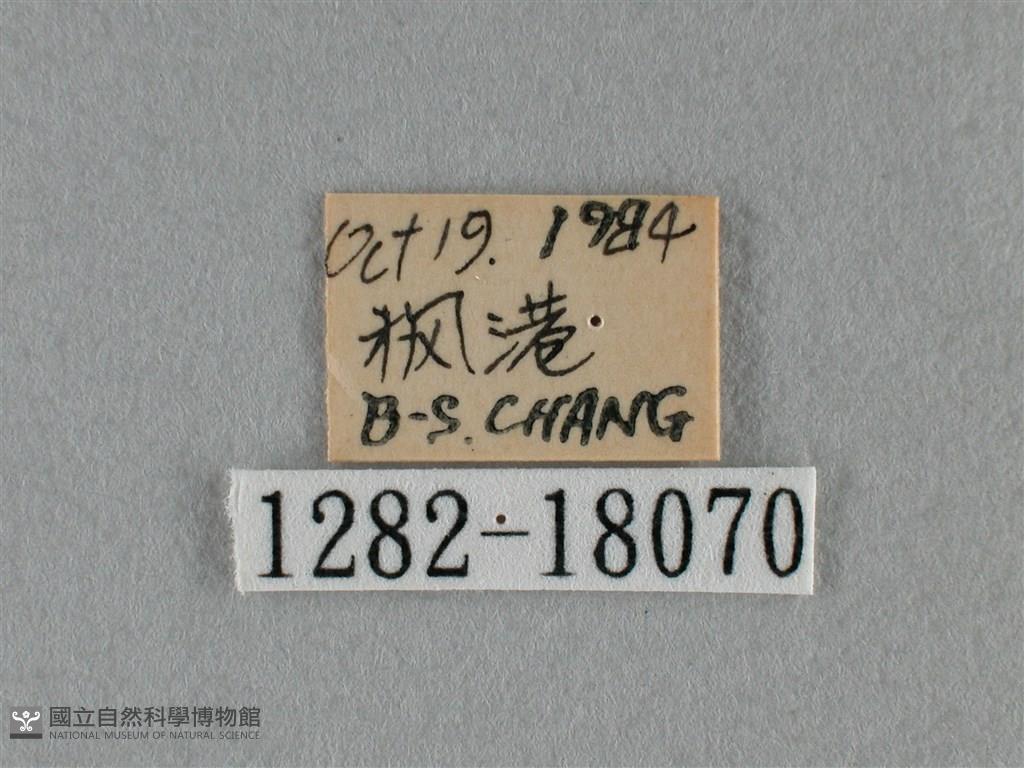 Oct 19. 1984
枫港
B-S. CHANG
1282-18070
國立自然科學博物館
NATIONAL MUSEUM OF NATURAL SCIENCE